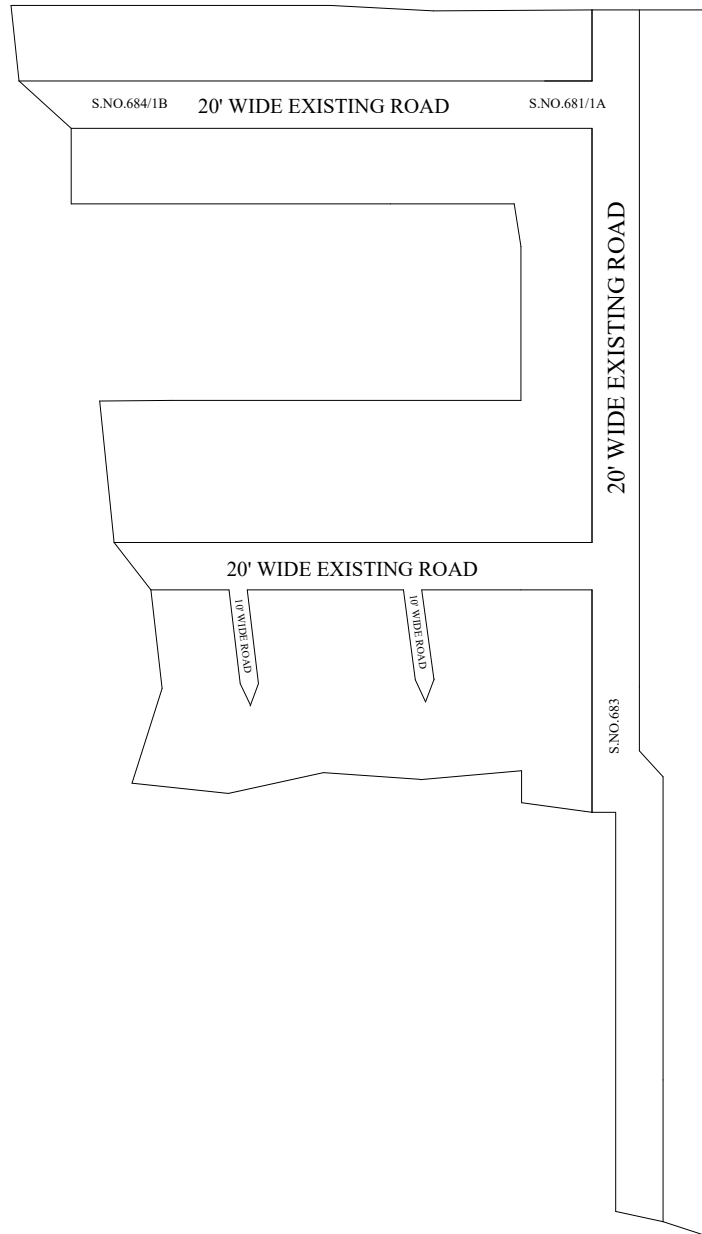 S.NO.684/1B
20' WIDE EXISTING ROAD
S.NO.681/1A
20' WIDE EXISTING ROAD
20' WIDE EXISTING ROAD
10' WIDE ROAD
10' WIDE ROAD
S.NO.683